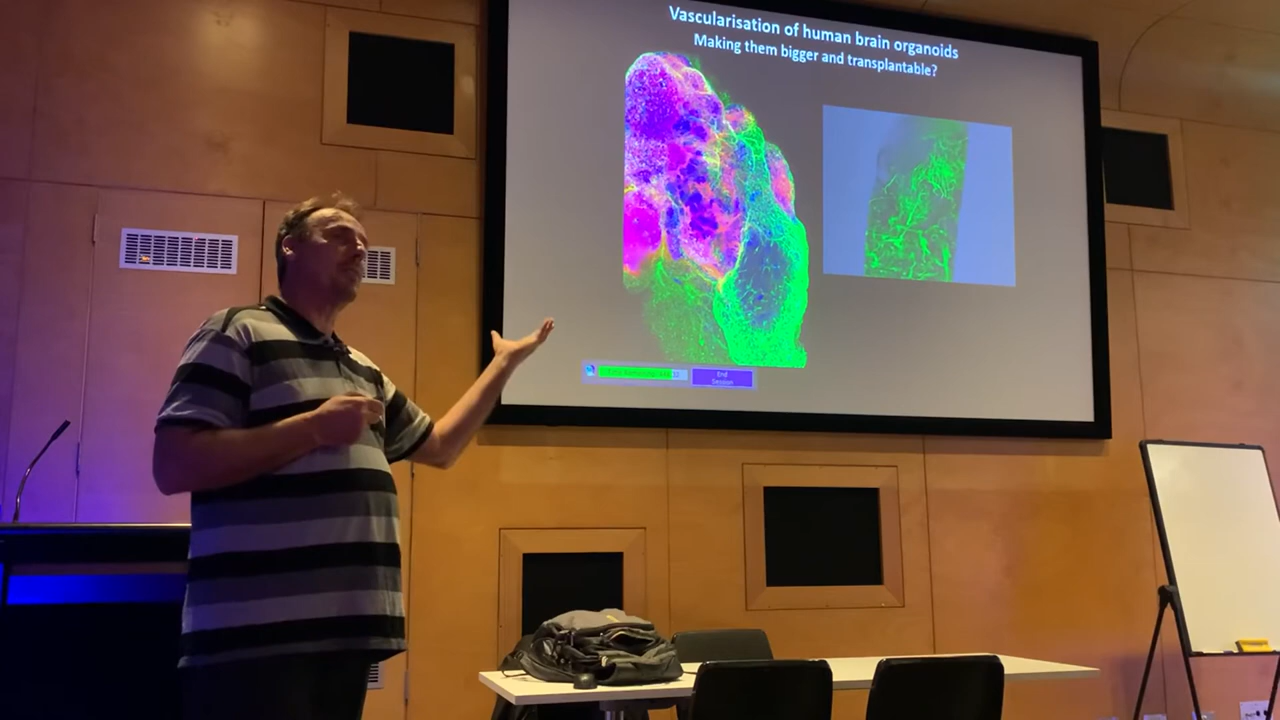 Vascularisation of human brain organoids
Making them bigger and transplantable?
End
Session